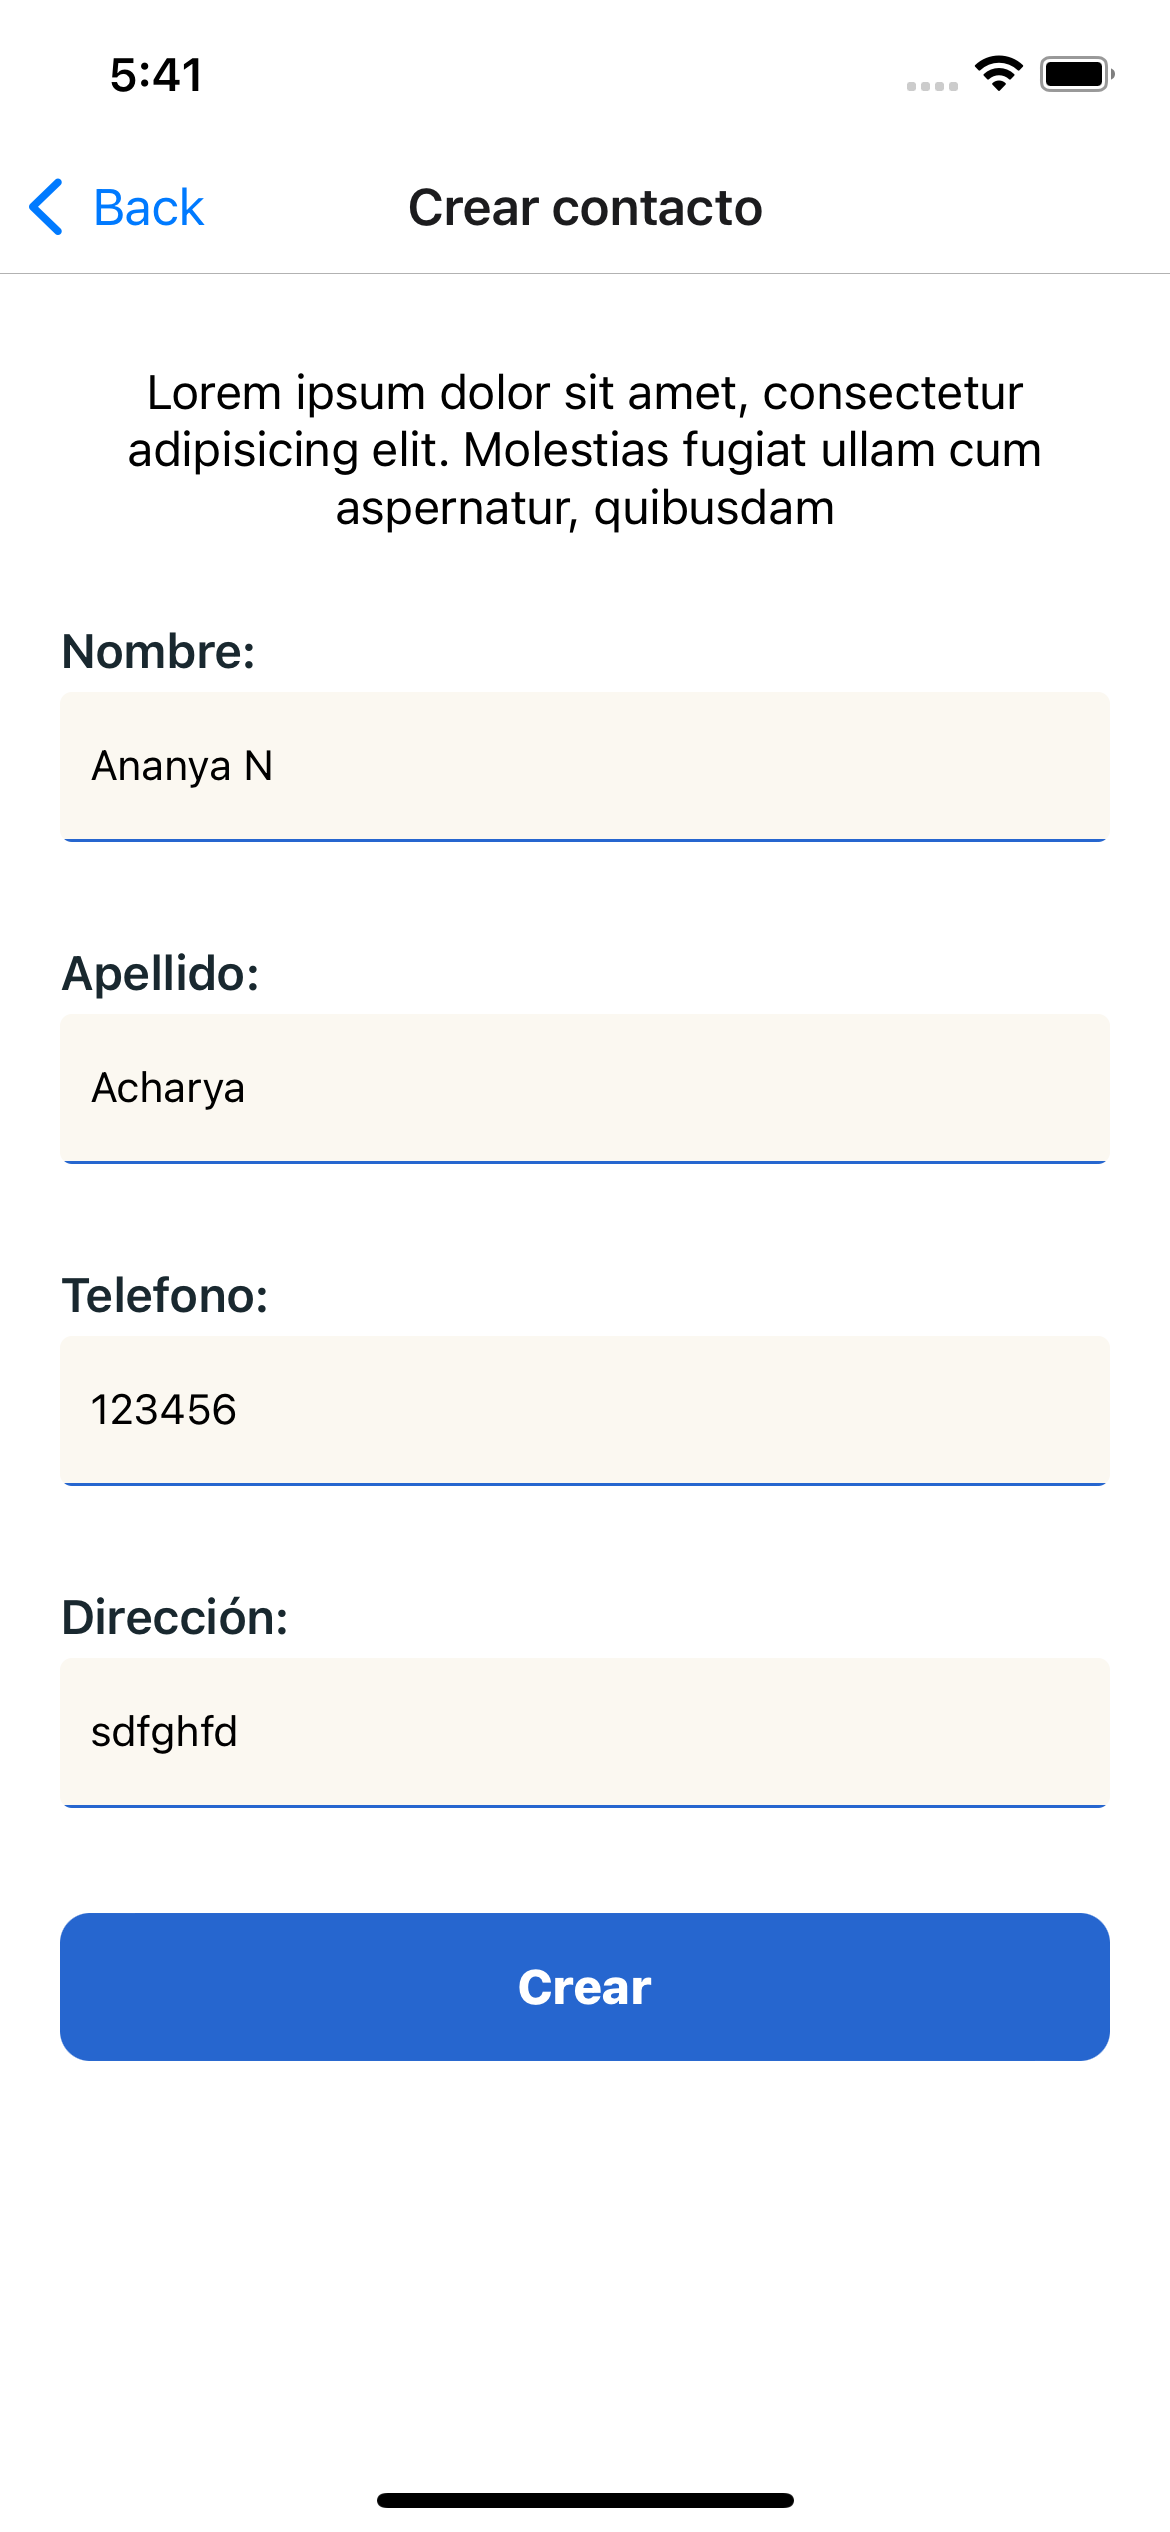 5:41
Back
Crear contacto
Lorem ipsum dolor sit amet, consectetur
adipisicing elit. Molestias fugiat ullam cum
aspernatur, quibusdam
Nombre:
Ananya N
Apellido:
Acharya
Telefono:
123456
Dirección:
sdfghfd
Crear